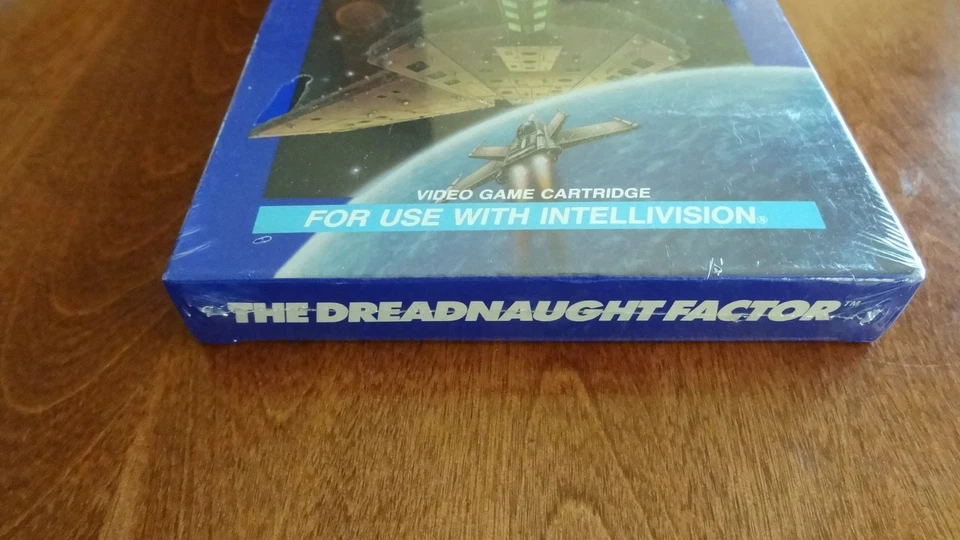 VIDEO GAME CARTRIDGE
FOR USE WITH INTELLIVISION®
THE DREADNAUGHT FACTOR™